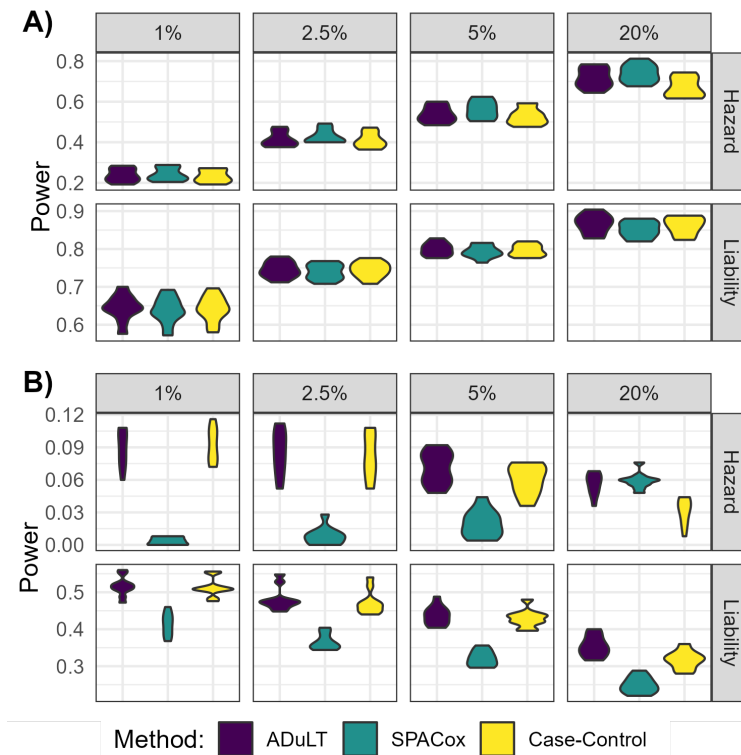 A)
1% 2.5% 5% 20%
0.8
0.6
0.4
0.2
Hazard
Power
0.9
0.8
0.7
0.6
Liability
B)
1% 2.5% 5% 20%
0.12
0.09
0.06
0.03
0.00
Hazard
Power
0.5
0.4
0.3
Liability
Method: ADuLT SPACox Case-Control